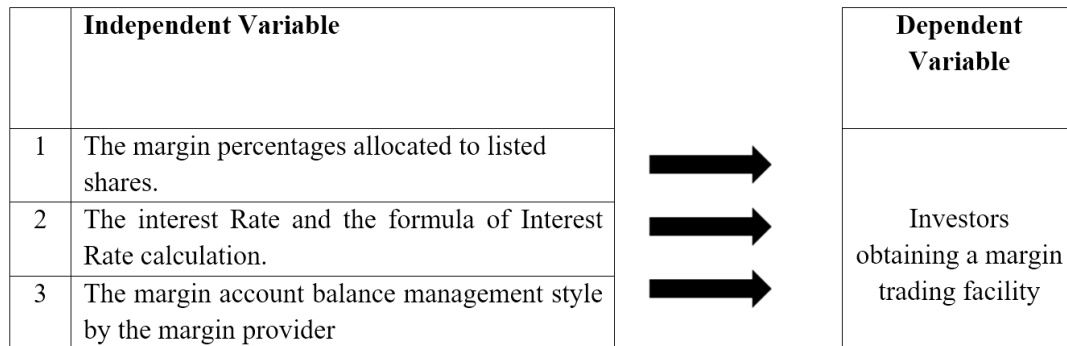 Independent Variable
1 The margin percentages allocated to listed
shares.
2 The interest Rate and the formula of Interest
Rate calculation.
3 The margin account balance management style
by the margin provider
Dependent
Variable
Investors
obtaining a margin
trading facility